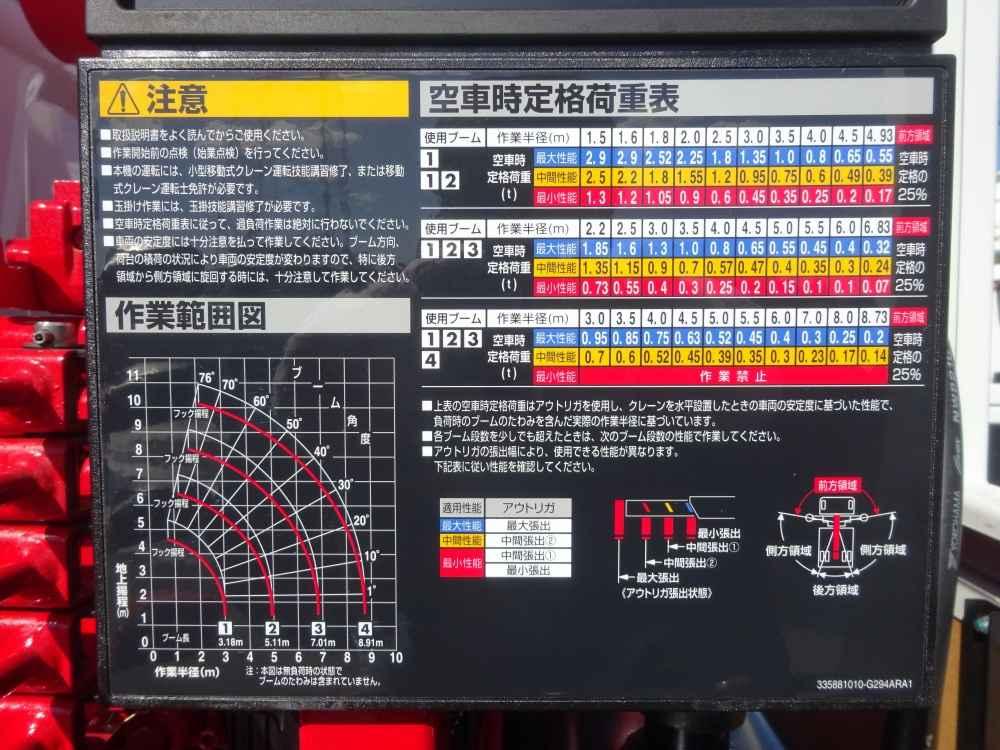 注意
■取扱説明書をよく読んでからご使用ください。
■作業開始前の点検（始業点検）を行ってください。
■本機の運転には、小型移動式クレーン運転技能講習修了、または移動
式クレーン運転士免許が必要です。
■玉掛け作業には、玉掛技能講習修了が必要です。
■空車時定格荷重表に従って、過負荷作業は絶対に行わないでください。
■車両の安定度には十分注意を払って作業してください。ブーム方向、
荷台の積荷の状況により車両の安定度が変わりますので、特に後方
領域から側方領域に旋回する時には、十分注意して作業してください。
作業範囲図
11
10
9
8
7
6
5
4
3
2
1
0
地上揚程(m)
76°
70°
60°
50°
40°
30°
20°
10°
1°
ブーム角度
フック揚程
フック揚程
フック揚程
フック揚程
1 2 3 4
ブーム長 3.18m 5.11m 7.01m 8.91m
0 1 2 3 4 5 6 7 8 9 10
作業半径(m)
注：本図は無負荷時の状態で
ブームのたわみは含まれていません。
空車時定格荷重表
使用ブーム 作業半径(m) 1.5 1.6 1.8 2.0 2.5 3.0 3.5 4.0 4.5 4.93 前方領域
1 空車時 最大性能 2.9 2.9 2.52 2.25 1.8 1.35 1.0 0.8 0.65 0.55 空車時
1 2 定格荷重 中間性能 2.5 2.2 1.8 1.55 1.2 0.95 0.75 0.6 0.49 0.39 定格の
(t) 最小性能 1.3 1.2 1.05 0.9 0.6 0.45 0.35 0.25 0.2 0.17 25%
使用ブーム 作業半径(m) 2.2 2.5 3.0 3.5 4.0 4.5 5.0 5.5 6.0 6.83 前方領域
1 2 3 空車時 最大性能 1.85 1.6 1.3 1.0 0.8 0.65 0.55 0.45 0.4 0.32 空車時
定格荷重 中間性能 1.35 1.15 0.9 0.7 0.57 0.47 0.4 0.35 0.3 0.24 定格の
(t) 最小性能 0.73 0.55 0.4 0.3 0.25 0.2 0.15 0.1 0.1 0.07 25%
使用ブーム 作業半径(m) 3.0 3.5 4.0 4.5 5.0 5.5 6.0 7.0 8.0 8.73 前方領域
1 2 3 空車時 最大性能 0.95 0.85 0.75 0.63 0.52 0.45 0.4 0.3 0.25 0.2 空車時
4 定格荷重 中間性能 0.7 0.6 0.52 0.45 0.39 0.35 0.3 0.23 0.17 0.14 定格の
(t) 最小性能 作業禁止 25%
■上表の空車時定格荷重はアウトリガを使用し、クレーンを水平設置したときの車両の安定度に基づいた性能で、
負荷時のブームのたわみを含んだ実際の作業半径に基づいています。
■各ブーム段数を少しでも超えたときは、次のブーム段数の性能で作業してください。
■アウトリガの張出幅により、使用できる性能が異なります。
下記表に従い性能を確認してください。
適用性能 アウトリガ
最大性能 最大張出
中間性能 中間張出②
最小性能 中間張出①
最小張出
最小張出
中間張出①
中間張出②
最大張出
〈アウトリガ張出状態〉
前方領域
側方領域 側方領域
後方領域
335881010-G294ARA1
YOKOHAMA